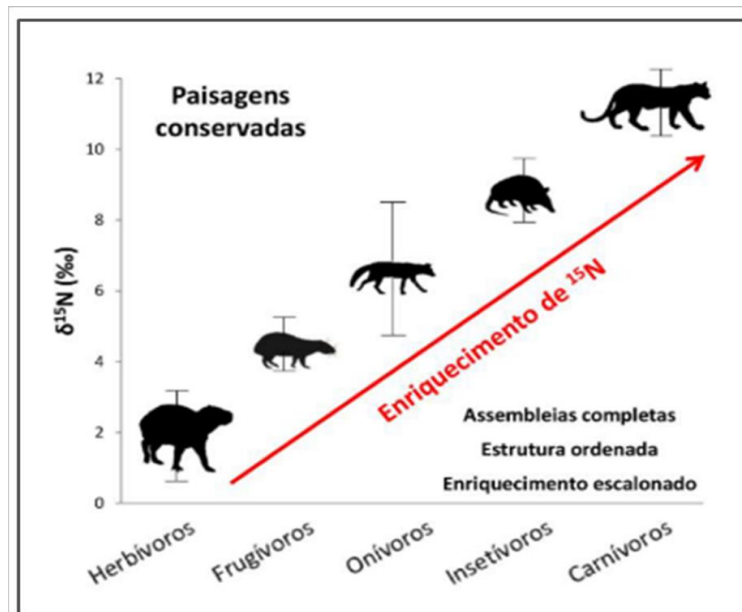 Paisagens
conservadas
12
10
8
6
4
2
0
δ¹⁵N (‰)
Enriquecimento de ¹⁵N
Assembleias completas
Estrutura ordenada
Enriquecimento escalonado
Herbívoros
Frugívoros
Onívoros
Insetívoros
Carnívoros